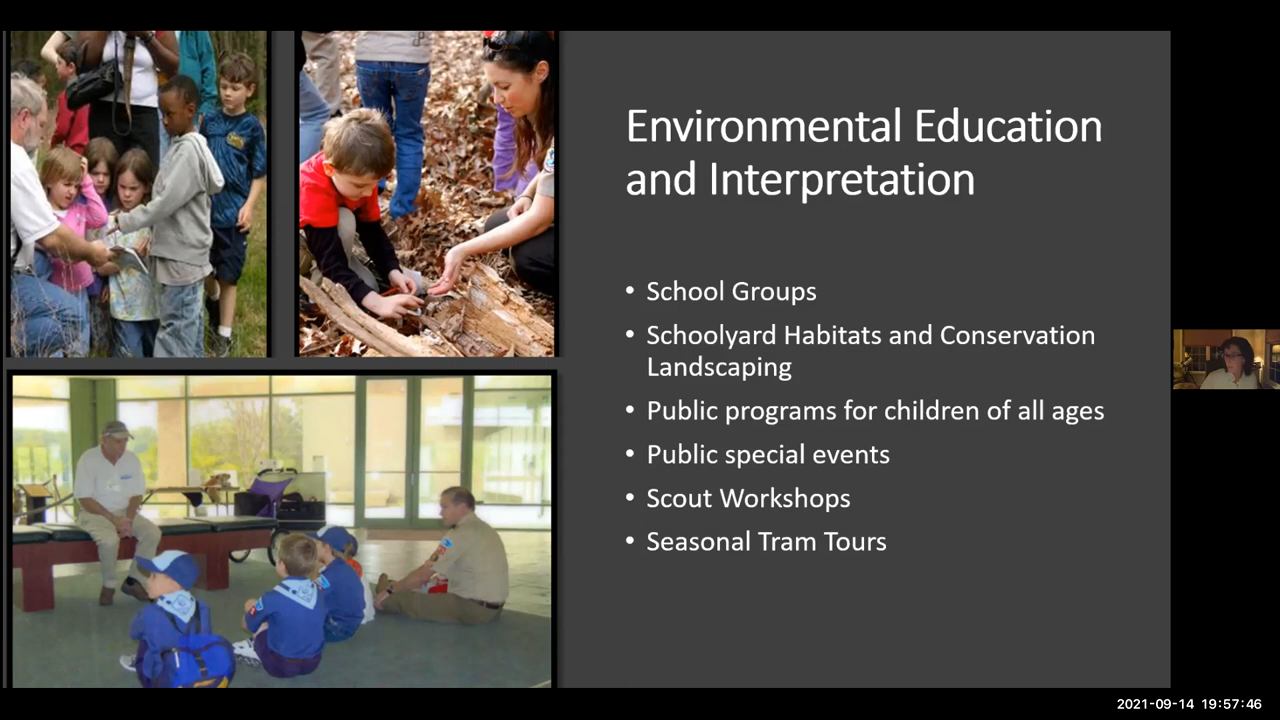 Environmental Education
and Interpretation
• School Groups
• Schoolyard Habitats and Conservation
Landscaping
• Public programs for children of all ages
• Public special events
• Scout Workshops
• Seasonal Tram Tours
2021-09-14 19:57:46